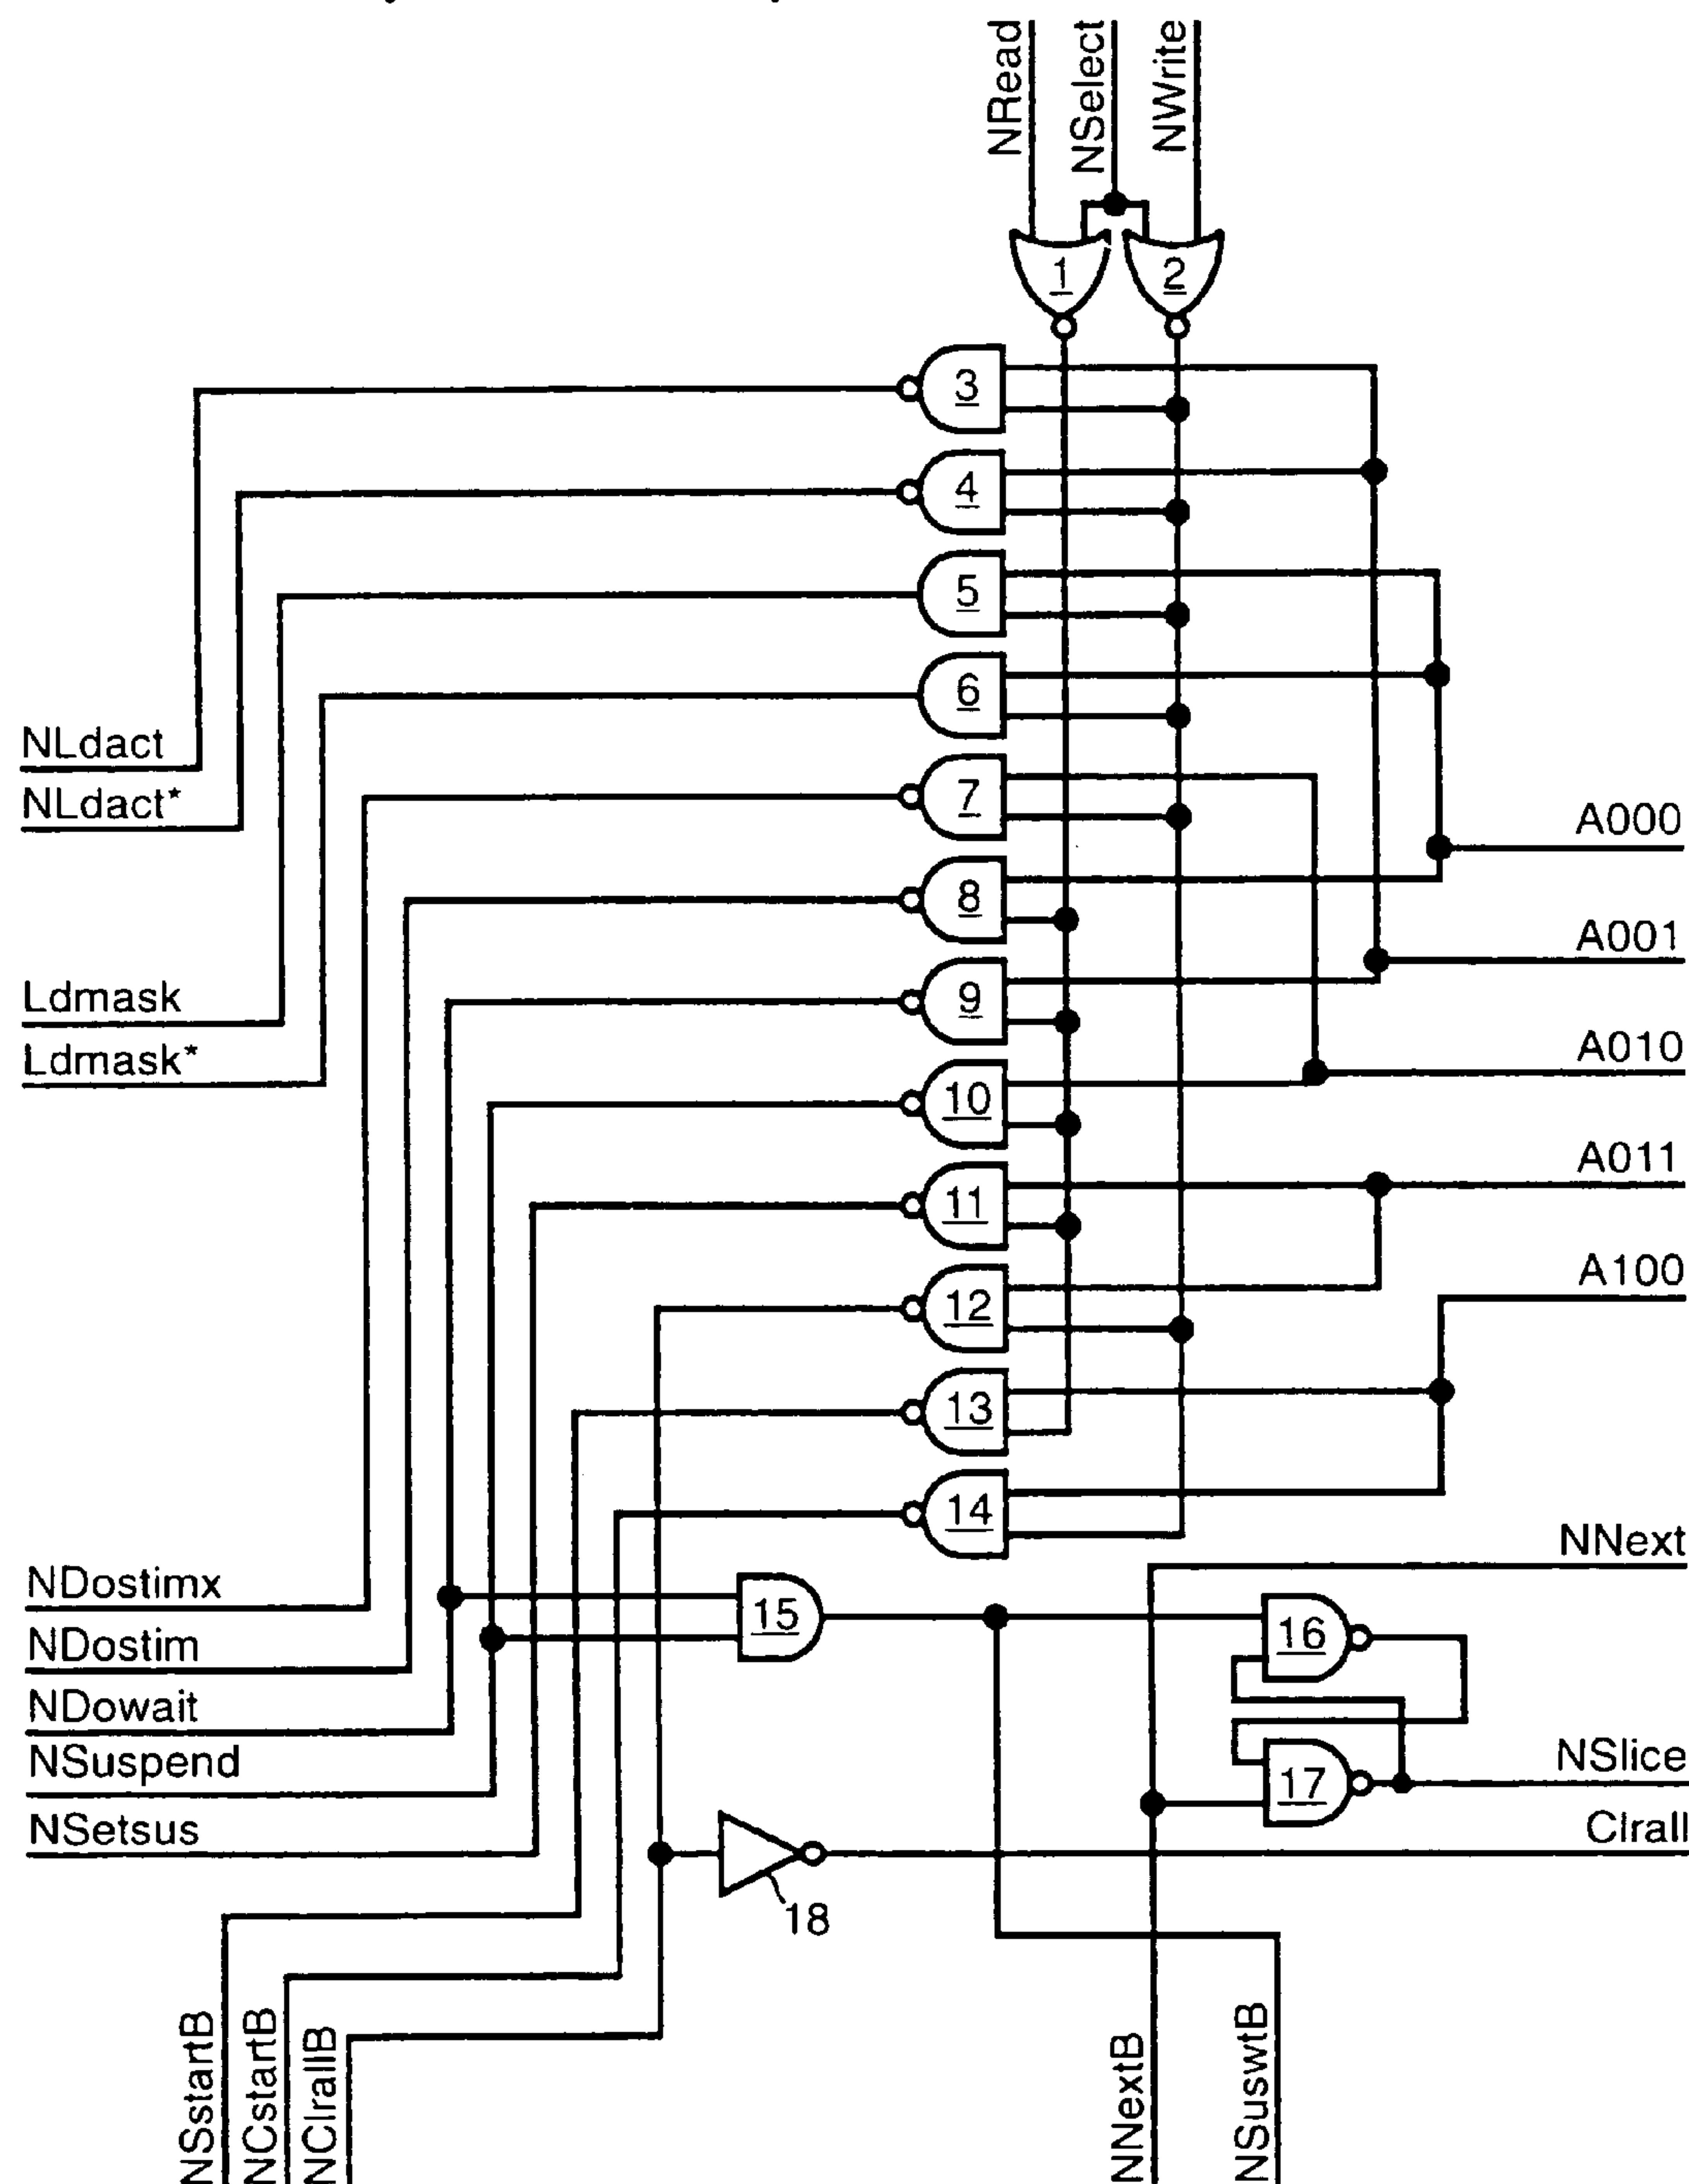 NRead
NSelect
NWrite
1
2
3
4
5
6
NLdact
NLdact*
7
A000
8
A001
Ldmask
9
Ldmask*
A010
10
A011
11
A100
12
13
14
NNext
NDostimx
15
16
NDostim
NDowait
NSuspend
NSlice
17
NSetsus
Clrall
18
NSstartB
NCstartB
NClrallB
NNextB
NSuswtB